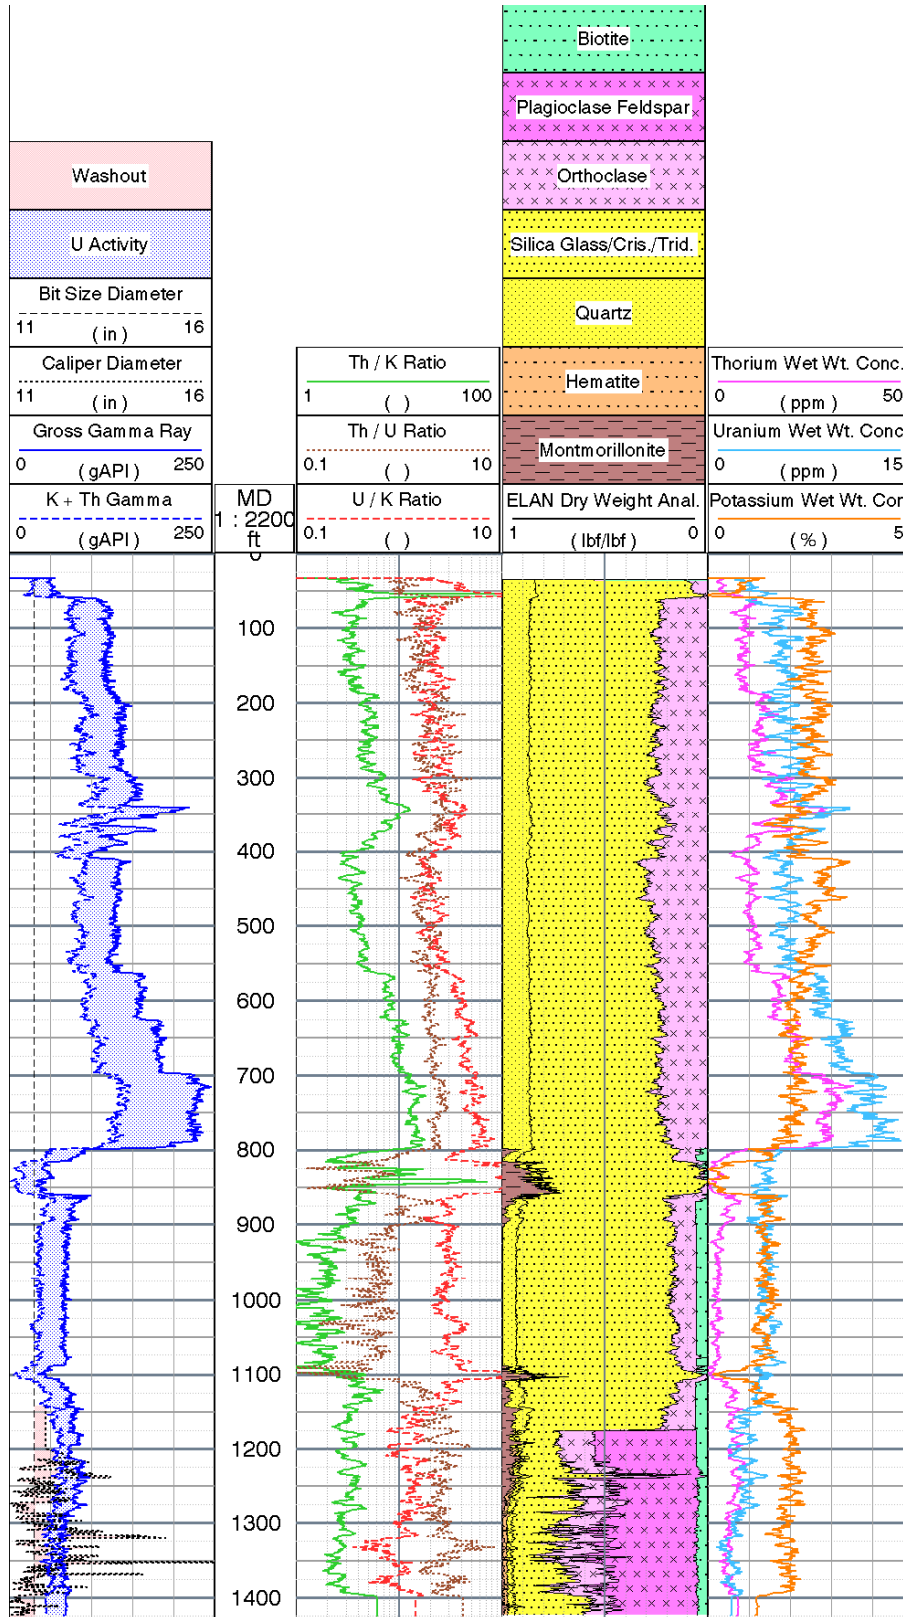 Biotite
Plagioclase Feldspar
Washout
Orthoclase
U Activity
Silica Glass/Cris./Trid.
Bit Size Diameter
11 (in) 16
Quartz
Caliper Diameter
11 (in) 16
Th / K Ratio
1 ( ) 100
Hematite
Thorium Wet Wt. Conc.
0 (ppm) 50
Gross Gamma Ray
0 (gAPI) 250
Th / U Ratio
0.1 ( ) 10
Montmorillonite
Uranium Wet Wt. Conc
0 (ppm) 15
K + Th Gamma
0 (gAPI) 250
MD
1 : 2200
ft
U / K Ratio
0.1 ( ) 10
ELAN Dry Weight Anal.
1 (lbf/lbf) 0
Potassium Wet Wt. Cor
0 (%) 5
0
100
200
300
400
500
600
700
800
900
1000
1100
1200
1300
1400